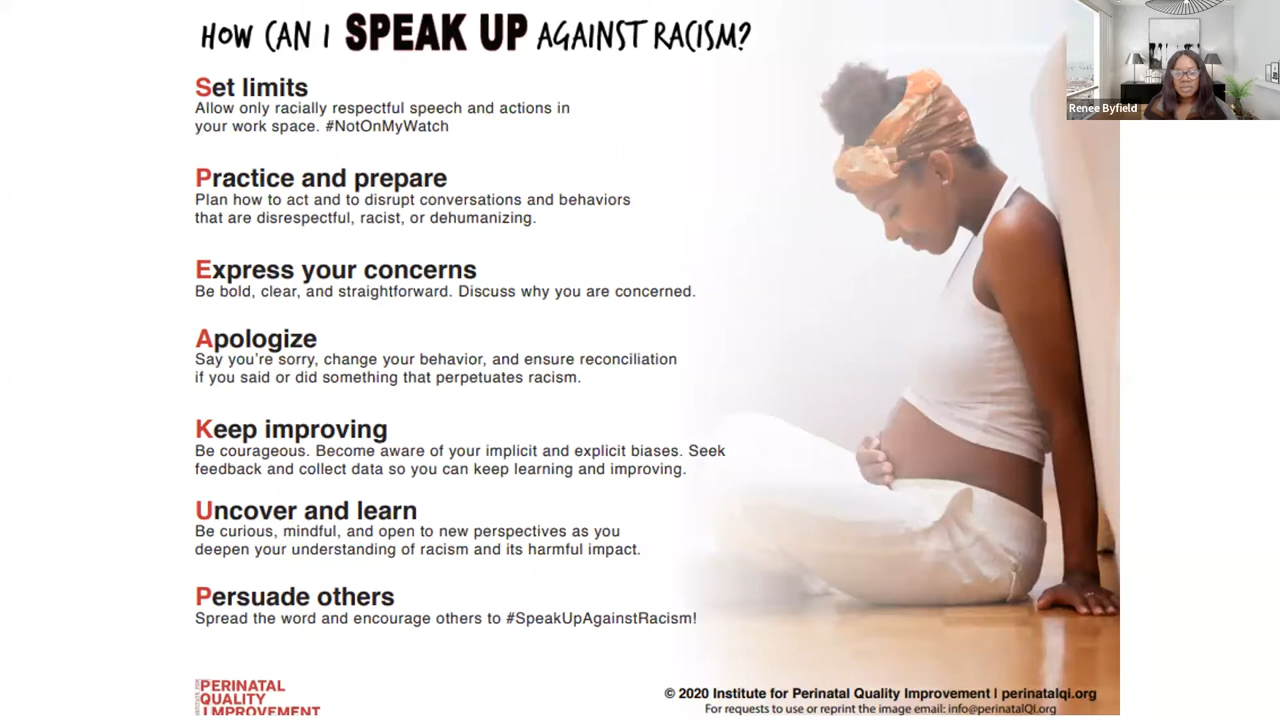 HOW CAN I SPEAK UP AGAINST RACISM?
Set limits
Allow only racially respectful speech and actions in
your work space. #NotOnMyWatch
Practice and prepare
Plan how to act and to disrupt conversations and behaviors
that are disrespectful, racist, or dehumanizing.
Express your concerns
Be bold, clear, and straightforward. Discuss why you are concerned.
Apologize
Say you're sorry, change your behavior, and ensure reconciliation
if you said or did something that perpetuates racism.
Keep improving
Be courageous. Become aware of your implicit and explicit biases. Seek
feedback and collect data so you can keep learning and improving.
Uncover and learn
Be curious, mindful, and open to new perspectives as you
deepen your understanding of racism and its harmful impact.
Persuade others
Spread the word and encourage others to #SpeakUpAgainstRacism!
PERINATAL
QUALITY
IMPROVEMENT
© 2020 Institute for Perinatal Quality Improvement | perinatalqi.org
For requests to use or reprint the image email: info@perinatalQI.org
Renee Byfield